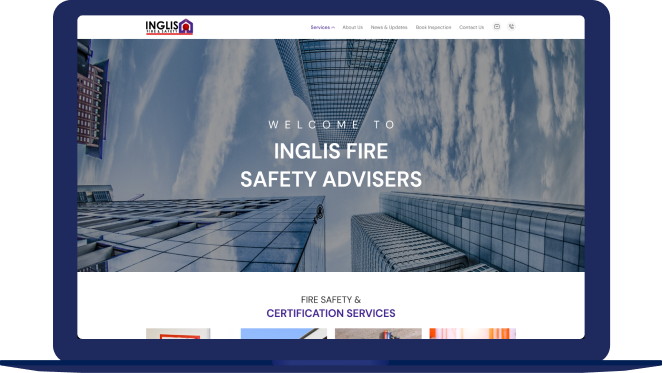 INGLIS
FIRE & SAFETY
Services
About Us
News & Updates
Book Inspection
Contact Us
WELCOME TO
INGLIS FIRE
SAFETY ADVISERS
FIRE SAFETY &
CERTIFICATION SERVICES